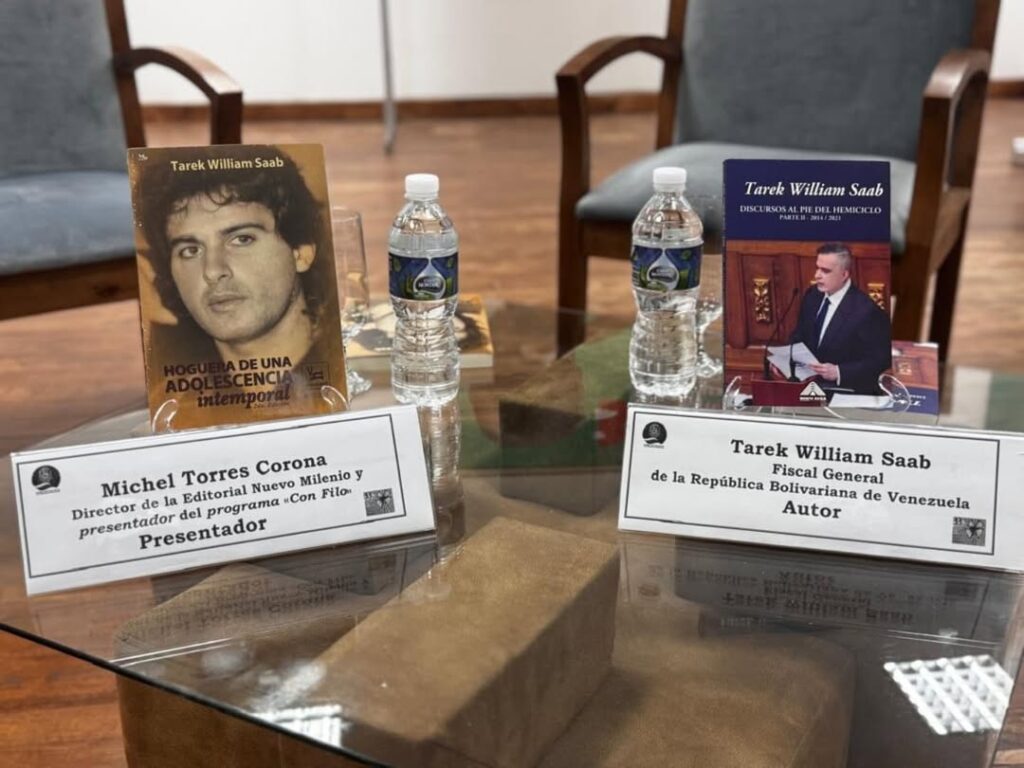 Tarek William Saab
HOGUERA DE UNA
ADOLESCENCIA
intemporal
Tarek William Saab
DISCURSOS AL PIE DEL HEMICICLO
PARTE II - 2014 / 2021
Michel Torres Corona
Director de la Editorial Nuevo Milenio y
presentador del programa «Con Filo«
Presentador
Tarek William Saab
Fiscal General
de la República Bolivariana de Venezuela
Autor